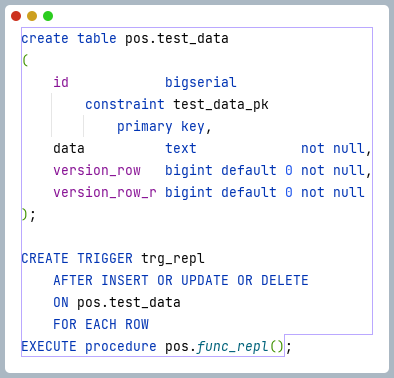 create table pos.test_data
(
    id            bigserial
        constraint test_data_pk
            primary key,
    data          text             not null,
    version_row   bigint default 0 not null,
    version_row_r bigint default 0 not null
);

CREATE TRIGGER trg_repl
    AFTER INSERT OR UPDATE OR DELETE
    ON pos.test_data
    FOR EACH ROW
EXECUTE procedure pos.func_repl();